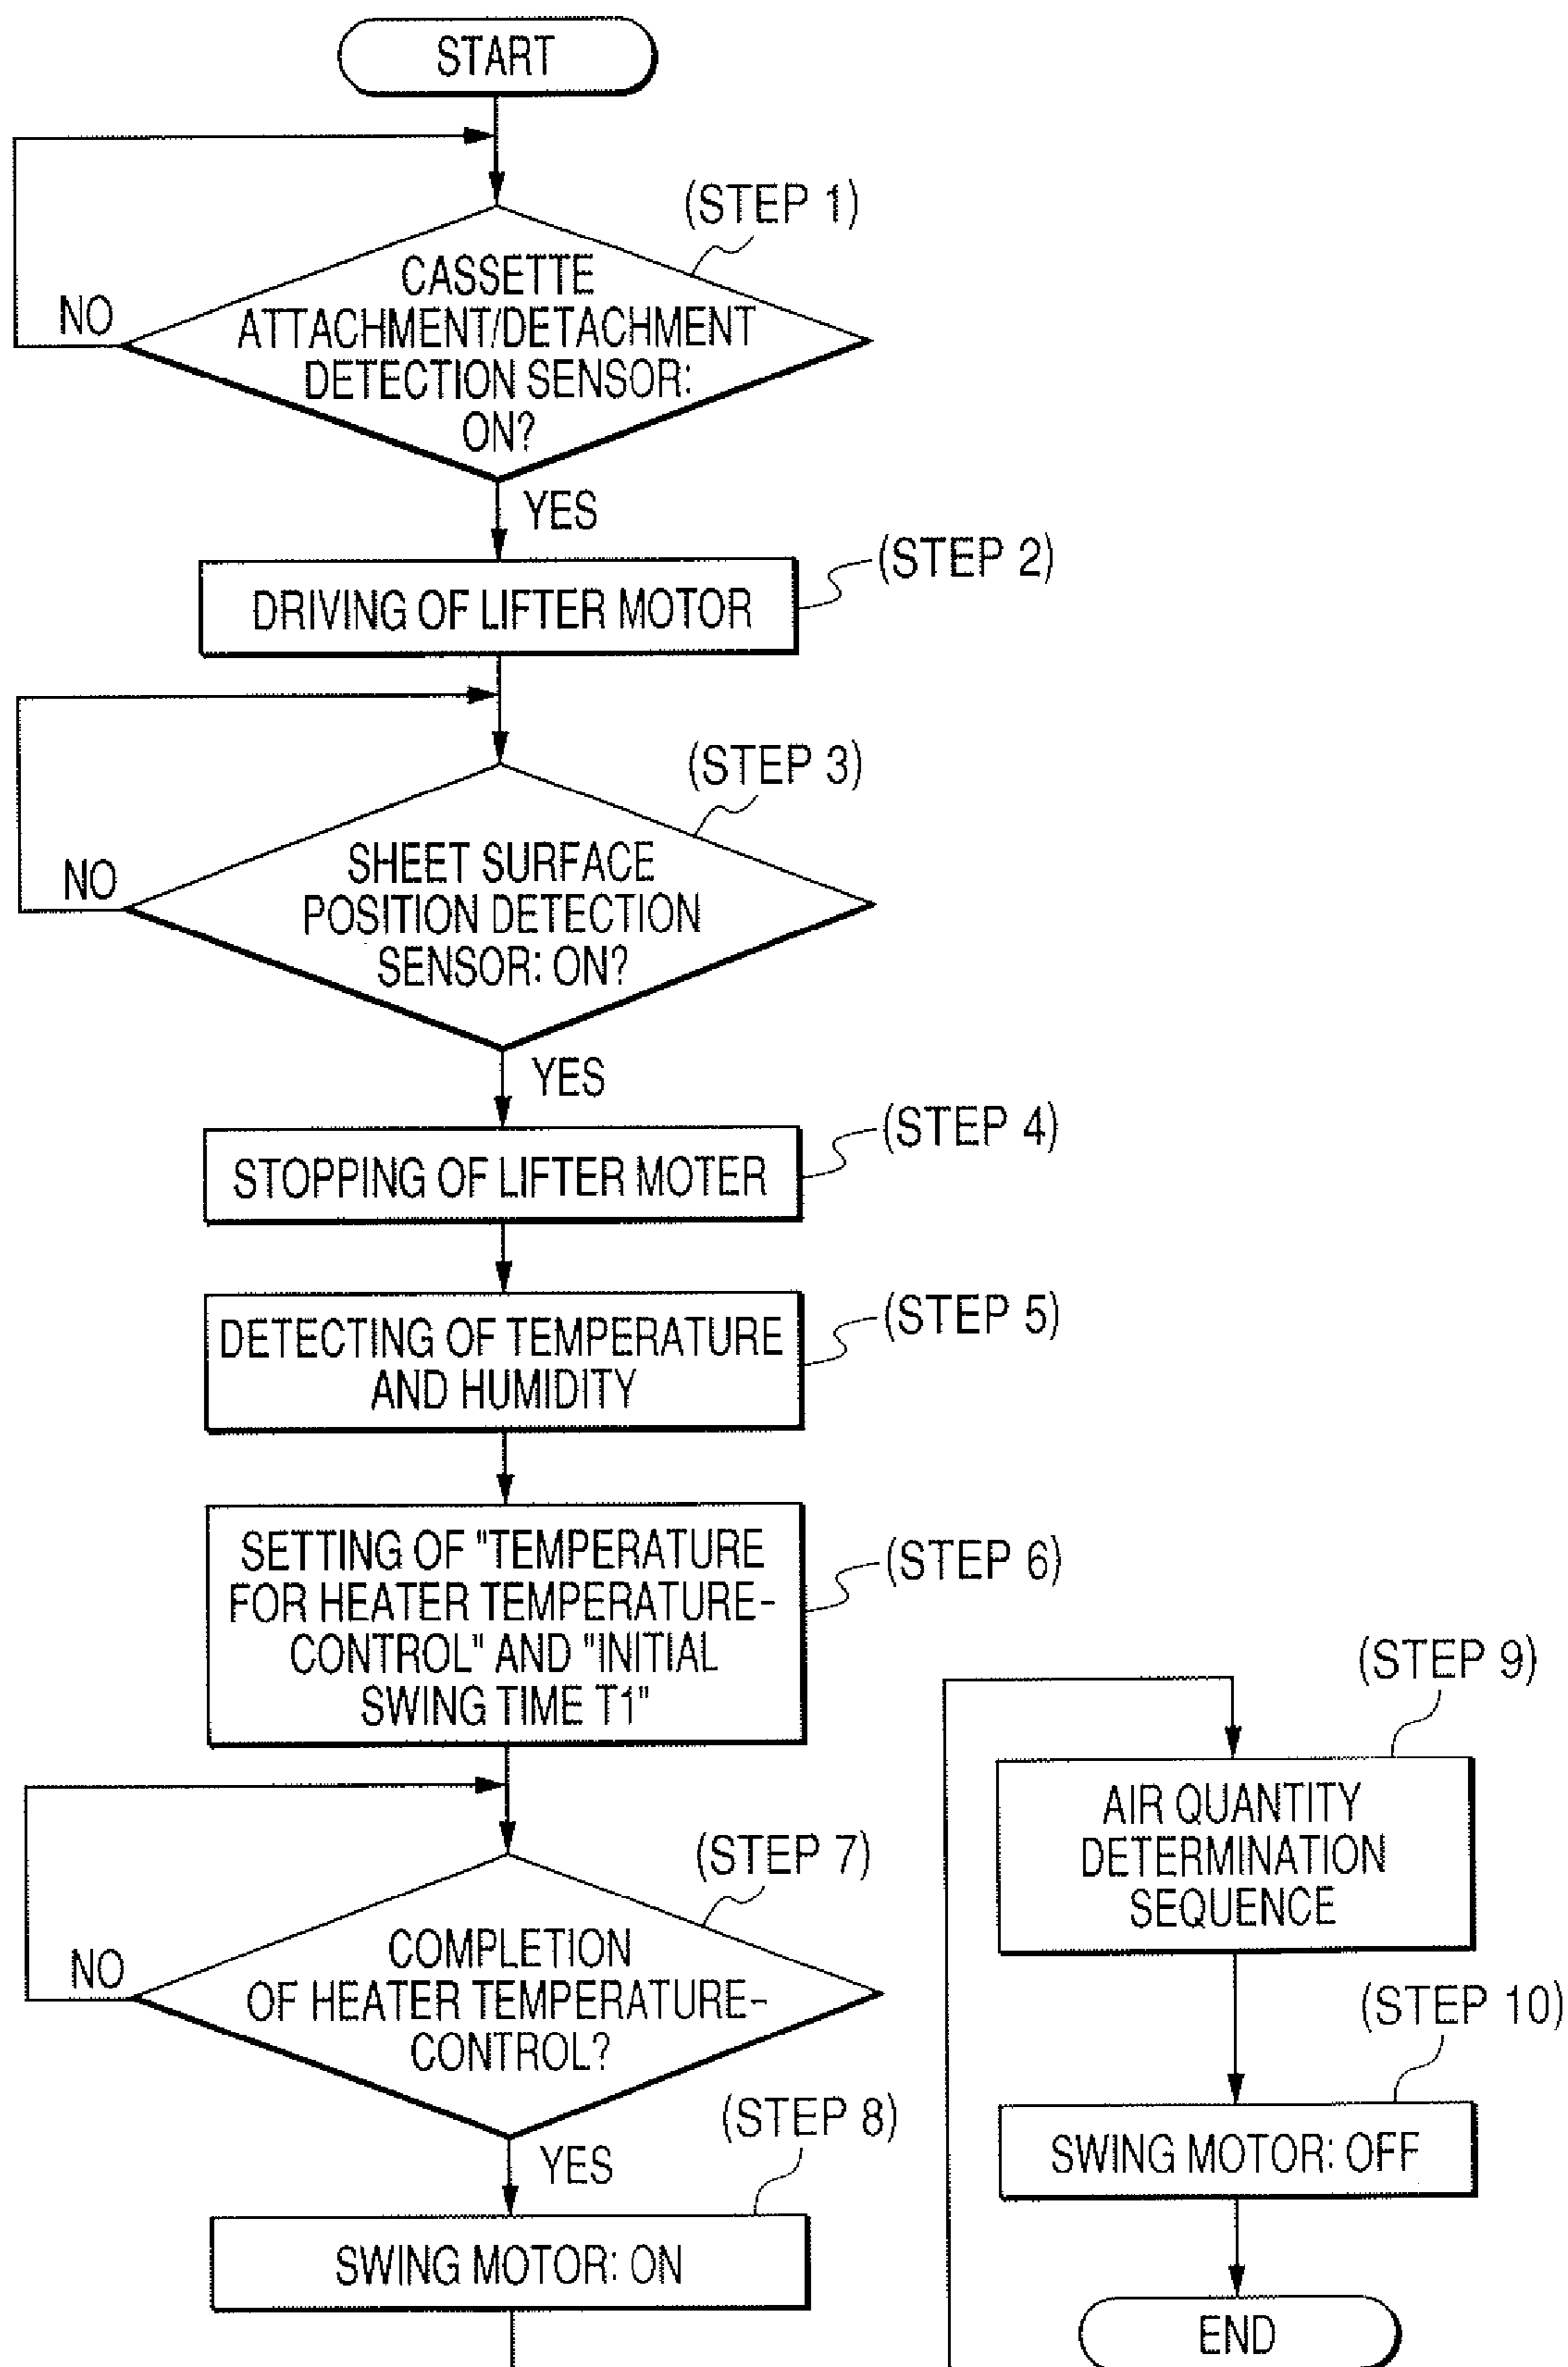 START
(STEP 1)
CASSETTE
ATTACHMENT/DETACHMENT
DETECTION SENSOR:
ON?
NO
YES
(STEP 2)
DRIVING OF LIFTER MOTOR
(STEP 3)
SHEET SURFACE
POSITION DETECTION
SENSOR: ON?
NO
YES
(STEP 4)
STOPPING OF LIFTER MOTER
(STEP 5)
DETECTING OF TEMPERATURE
AND HUMIDITY
(STEP 6)
SETTING OF "TEMPERATURE
FOR HEATER TEMPERATURE-
CONTROL" AND "INITIAL
SWING TIME T1"
(STEP 7)
COMPLETION
OF HEATER TEMPERATURE-
CONTROL?
NO
YES
(STEP 8)
SWING MOTOR: ON
(STEP 9)
AIR QUANTITY
DETERMINATION
SEQUENCE
(STEP 10)
SWING MOTOR: OFF
END